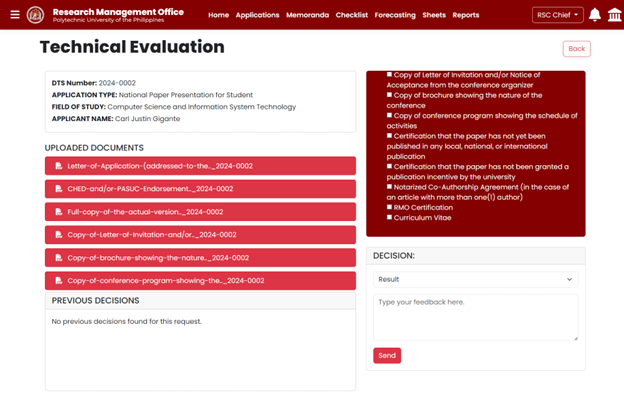 Research Management Office
Polytechnic University of the Philippines
Home Applications Memoranda Checklist Forecasting Sheets Reports
RSC Chief
Technical Evaluation
Back
DTS Number: 2024-0002
APPLICATION TYPE: National Paper Presentation for Student
FIELD OF STUDY: Computer Science and Information System Technology
APPLICANT NAME: Carl Justin Gigante
UPLOADED DOCUMENTS
Letter-of-Application-(addressed-to-the.._2024-0002
CHED-and/or-PASUC-Endorsement.._2024-0002
Full-copy-of-the-actual-version.._2024-0002
Copy-of-Letter-of-Invitation-and/or.._2024-0002
Copy-of-brochure-showing-the-nature.._2024-0002
Copy-of-conference-program-showing-the.._2024-0002
PREVIOUS DECISIONS
No previous decisions found for this request.
Copy of Letter of Invitation and/or Notice of
Acceptance from the conference organizer
Copy of brochure showing the nature of the
conference
Copy of conference program showing the schedule of
activities
Certification that the paper has not yet been
published in any local, national, or international
publication
Certification that the paper has not been granted a
publication incentive by the university
Notarized Co-Authorship Agreement (in the case of
an article with more than one(1) author)
RMO Certification
Curriculum Vitae
DECISION:
Result
Type your feedback here.
Send